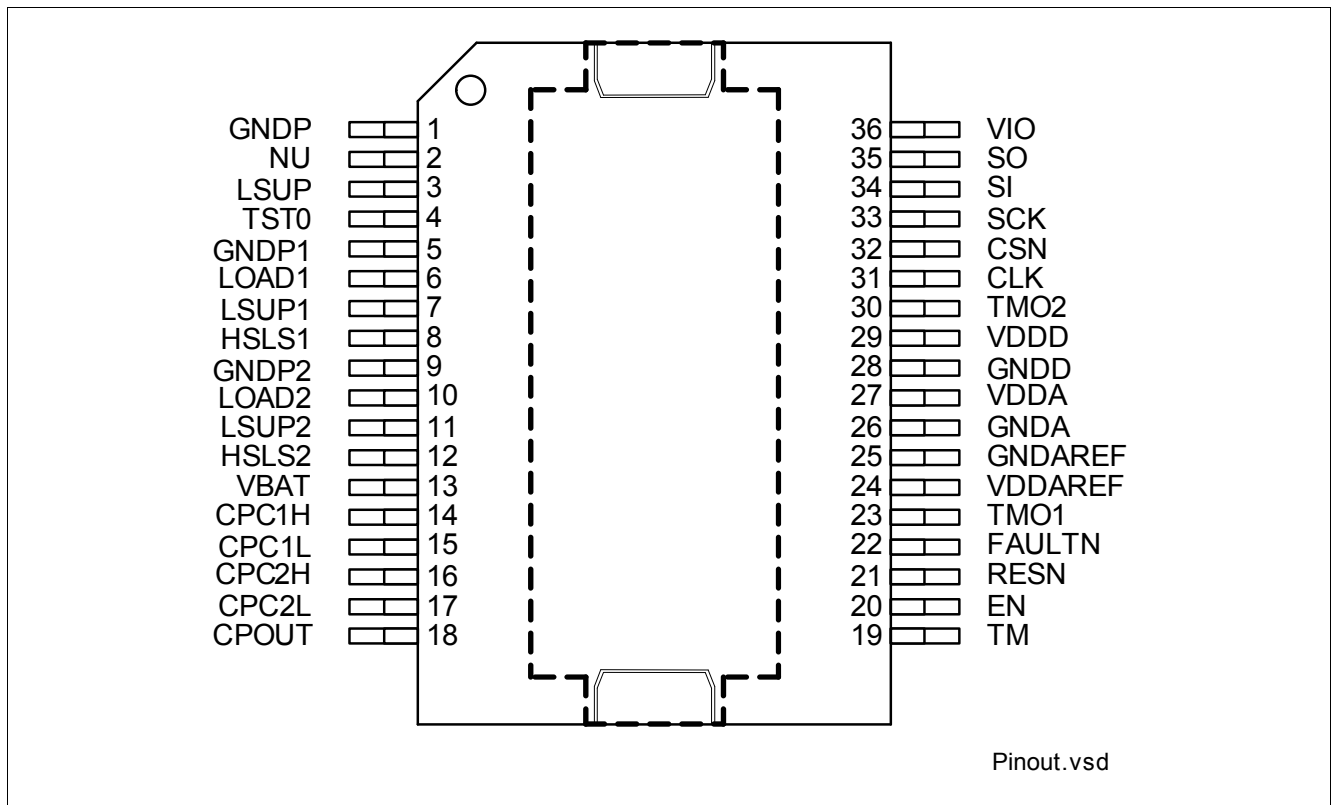 GNDP 1 36 VIO
NU 2 35 SO
LSUP 3 34 SI
TST0 4 33 SCK
GNDP1 5 32 CSN
LOAD1 6 31 CLK
LSUP1 7 30 TMO2
HSLS1 8 29 VDDD
GNDP2 9 28 GNDD
LOAD2 10 27 VDDA
LSUP2 11 26 GNDA
HSLS2 12 25 GNDAREF
VBAT 13 24 VDDAREF
CPC1H 14 23 TMO1
CPC1L 15 22 FAULTN
CPC2H 16 21 RESN
CPC2L 17 20 EN
CPOUT 18 19 TM
Pinout.vsd